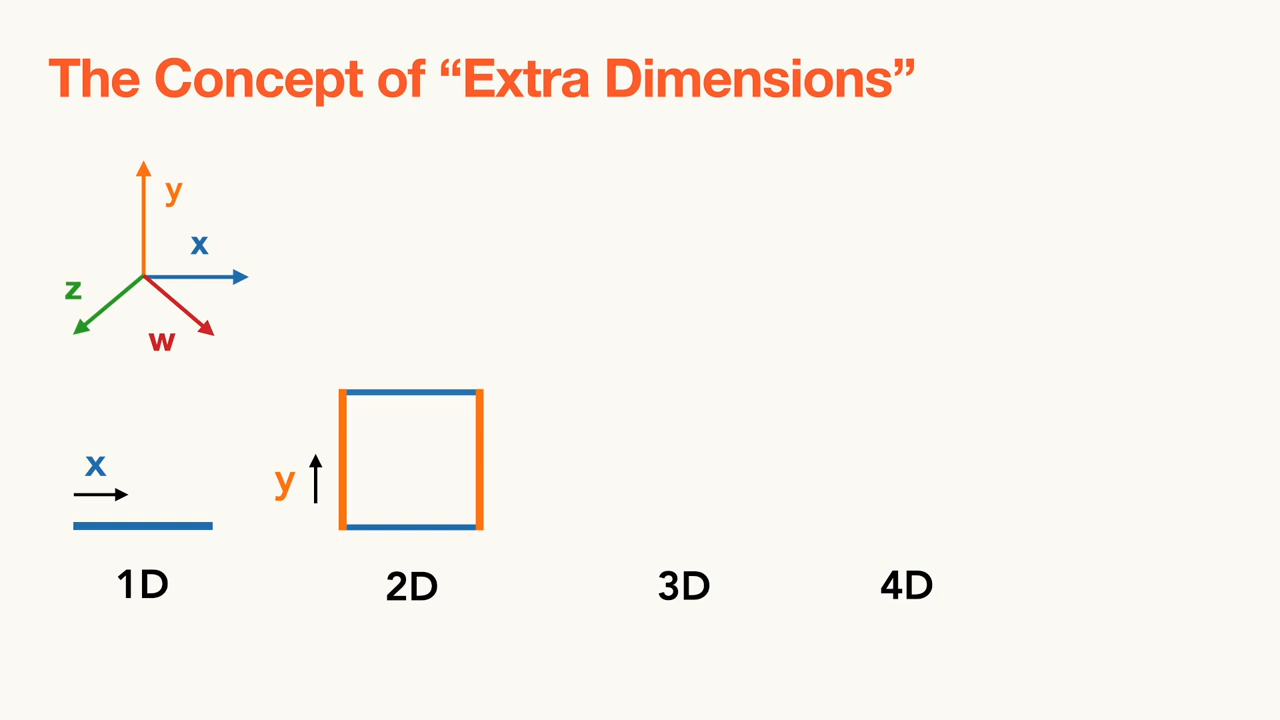 The Concept of “Extra Dimensions”
y
x
z
w
x
y
1D
2D
3D
4D